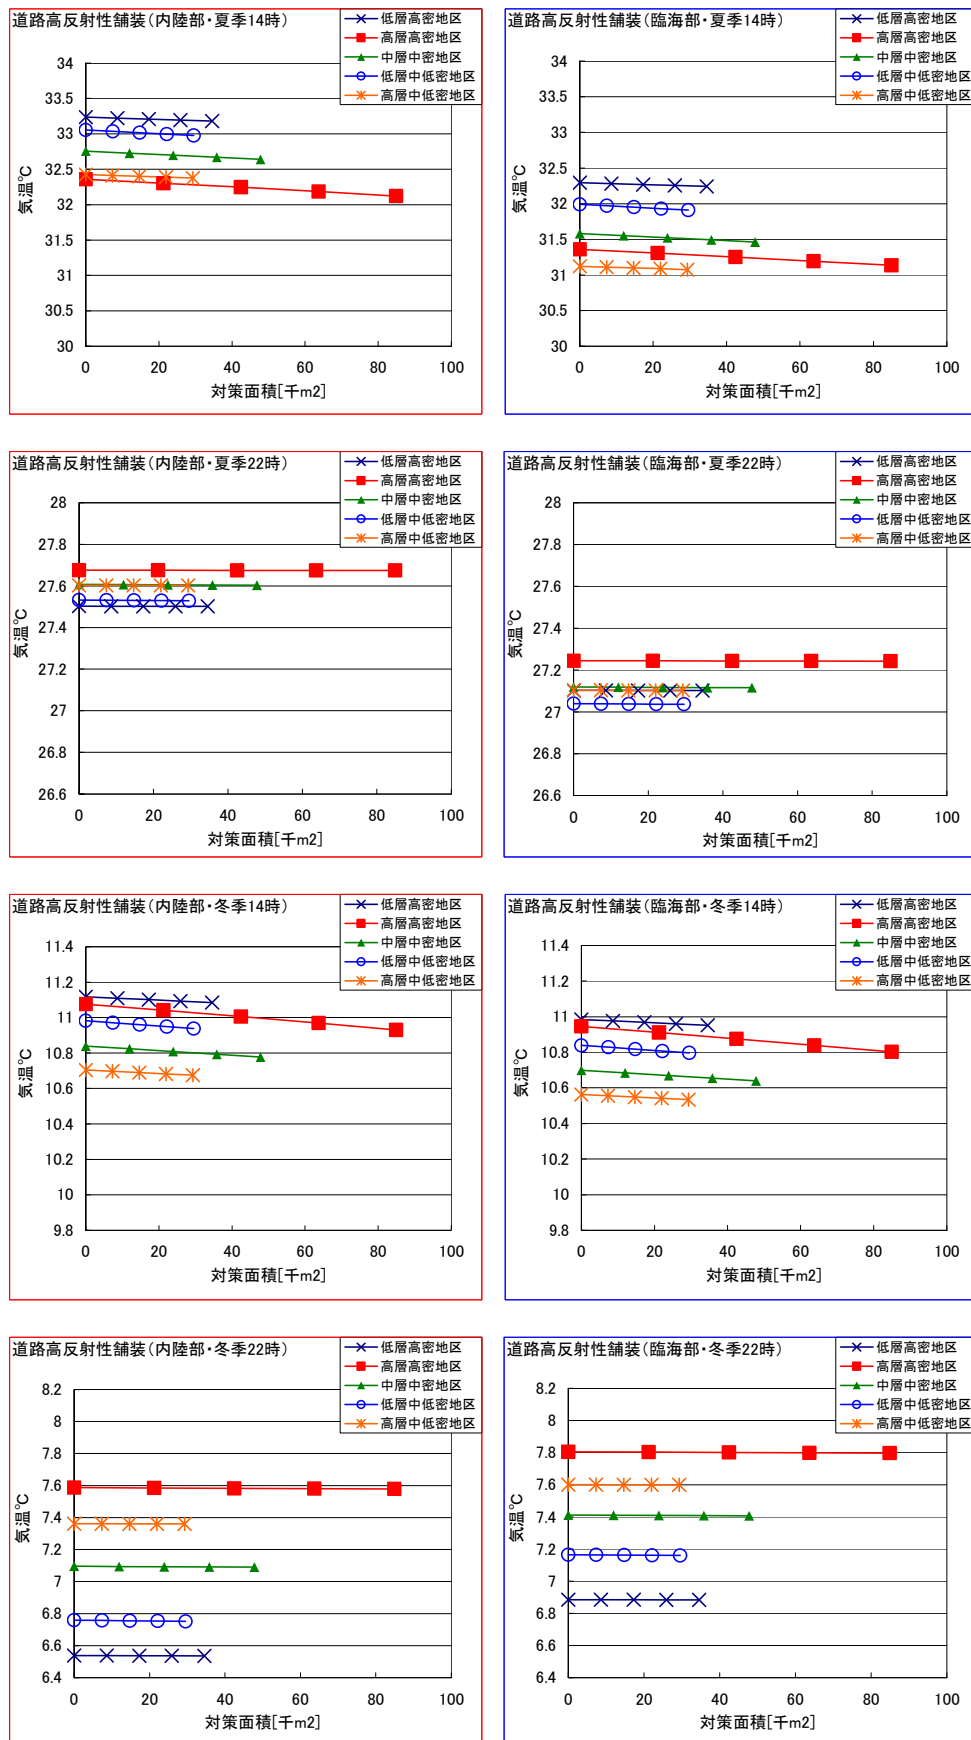 道路高反射性舗装(内陸部・夏季14時)
低層高密地区
高層高密地区
中層中密地区
低層中低密地区
高層中低密地区
34
33.5
33
32.5
32
31.5
31
30.5
30
気温℃
0 20 40 60 80 100
対策面積[千m2]
道路高反射性舗装(臨海部・夏季14時)
低層高密地区
高層高密地区
中層中密地区
低層中低密地区
高層中低密地区
34
33.5
33
32.5
32
31.5
31
30.5
30
気温℃
0 20 40 60 80 100
対策面積[千m2]
道路高反射性舗装(内陸部・夏季22時)
低層高密地区
高層高密地区
中層中密地区
低層中低密地区
高層中低密地区
28
27.8
27.6
27.4
27.2
27
26.8
26.6
気温℃
0 20 40 60 80 100
対策面積[千m2]
道路高反射性舗装(臨海部・夏季22時)
低層高密地区
高層高密地区
中層中密地区
低層中低密地区
高層中低密地区
28
27.8
27.6
27.4
27.2
27
26.8
26.6
気温℃
0 20 40 60 80 100
対策面積[千m2]
道路高反射性舗装(内陸部・冬季14時)
低層高密地区
高層高密地区
中層中密地区
低層中低密地区
高層中低密地区
11.4
11.2
11
10.8
10.6
10.4
10.2
10
9.8
気温℃
0 20 40 60 80 100
対策面積[千m2]
道路高反射性舗装(臨海部・冬季14時)
低層高密地区
高層高密地区
中層中密地区
低層中低密地区
高層中低密地区
11.4
11.2
11
10.8
10.6
10.4
10.2
10
9.8
気温℃
0 20 40 60 80 100
対策面積[千m2]
道路高反射性舗装(内陸部・冬季22時)
低層高密地区
高層高密地区
中層中密地区
低層中低密地区
高層中低密地区
8.2
8
7.8
7.6
7.4
7.2
7
6.8
6.6
6.4
気温℃
0 20 40 60 80 100
対策面積[千m2]
道路高反射性舗装(臨海部・冬季22時)
低層高密地区
高層高密地区
中層中密地区
低層中低密地区
高層中低密地区
8.2
8
7.8
7.6
7.4
7.2
7
6.8
6.6
6.4
気温℃
0 20 40 60 80 100
対策面積[千m2]